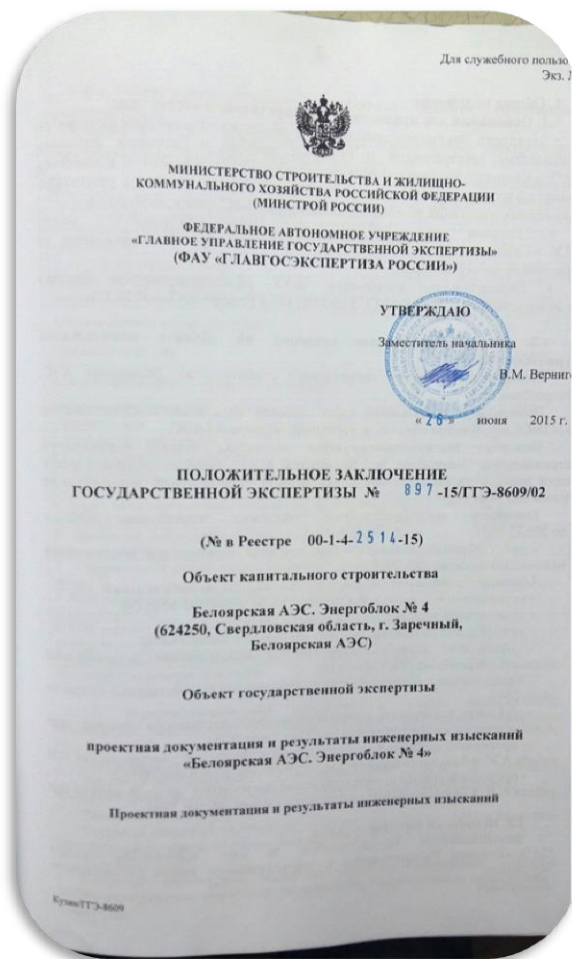 Для служебного
Экз.
МИНИСТЕРСТВО СТРОИТЕЛЬСТВА И ЖИЛИЩНО-
КОММУНАЛЬНОГО ХОЗЯЙСТВА РОССИЙСКОЙ ФЕДЕРАЦИИ
(МИНСТРОЙ РОССИИ)
ФЕДЕРАЛЬНОЕ АВТОНОМНОЕ УЧРЕЖДЕНИЕ
«ГЛАВНОЕ УПРАВЛЕНИЕ ГОСУДАРСТВЕННОЙ ЭКСПЕРТИЗЫ»
(ФАУ «ГЛАВГОСЭКСПЕРТИЗА РОССИИ»)
УТВЕРЖДАЮ
Заместитель начальника
В.М.
« 26 » июня 2015 г.
ПОЛОЖИТЕЛЬНОЕ ЗАКЛЮЧЕНИЕ
ГОСУДАРСТВЕННОЙ ЭКСПЕРТИЗЫ № 897-15/ГГЭ-8609/02
(№ в Реестре 00-1-4-2514-15)
Объект капитального строительства
Белоярская АЭС. Энергоблок № 4
(624250, Свердловская область, г. Заречный,
Белоярская АЭС)
Объект государственной экспертизы
проектная документация и результаты инженерных изысканий
«Белоярская АЭС. Энергоблок № 4»
Проектная документация и результаты инженерных изысканий